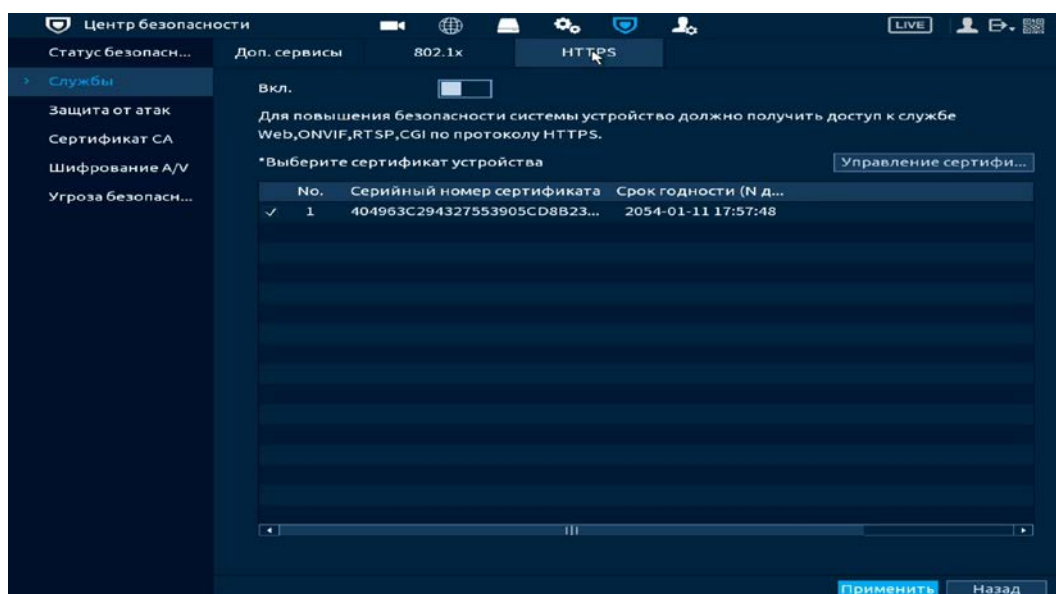 Центр безопасности
LIVE
Статус безопасн...
Доп. сервисы
802.1x
HTTPS
Службы
Защита от атак
Сертификат CA
Шифрование A/V
Угроза безопасн...
Вкл.
Для повышения безопасности системы устройство должно получить доступ к службе
Web,ONVIF,RTSP,CGI по протоколу HTTPS.
*Выберите сертификат устройства
Управление сертифи...
No. Серийный номер сертификата Срок годности (N д...
1 404963C294327553905CD8B23... 2054-01-11 17:57:48
Применить
Назад